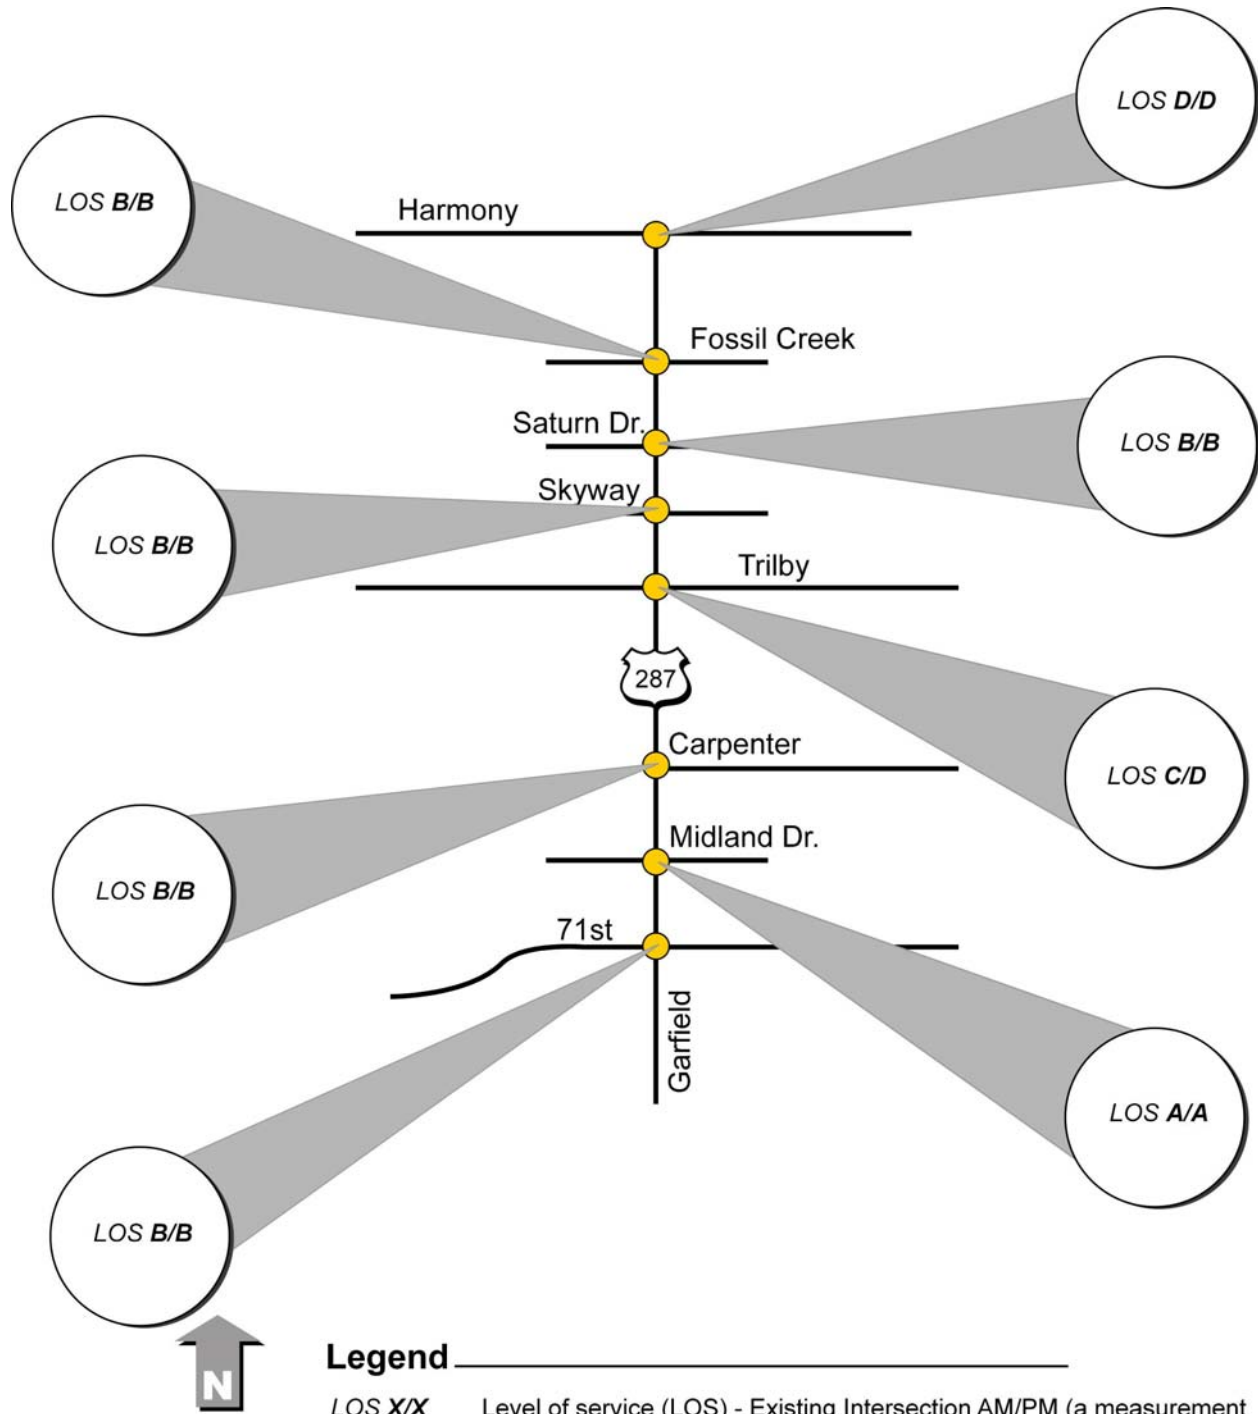 LOS D/D
LOS B/B
Harmony
Fossil Creek
Saturn Dr.
LOS B/B
Skyway
LOS B/B
Trilby
287
Carpenter
LOS C/D
Midland Dr.
LOS B/B
71st
Garfield
LOS A/A
LOS B/B
N
Legend
LOS X/X Level of service (LOS) - Existing Intersection AM/PM (a measurement